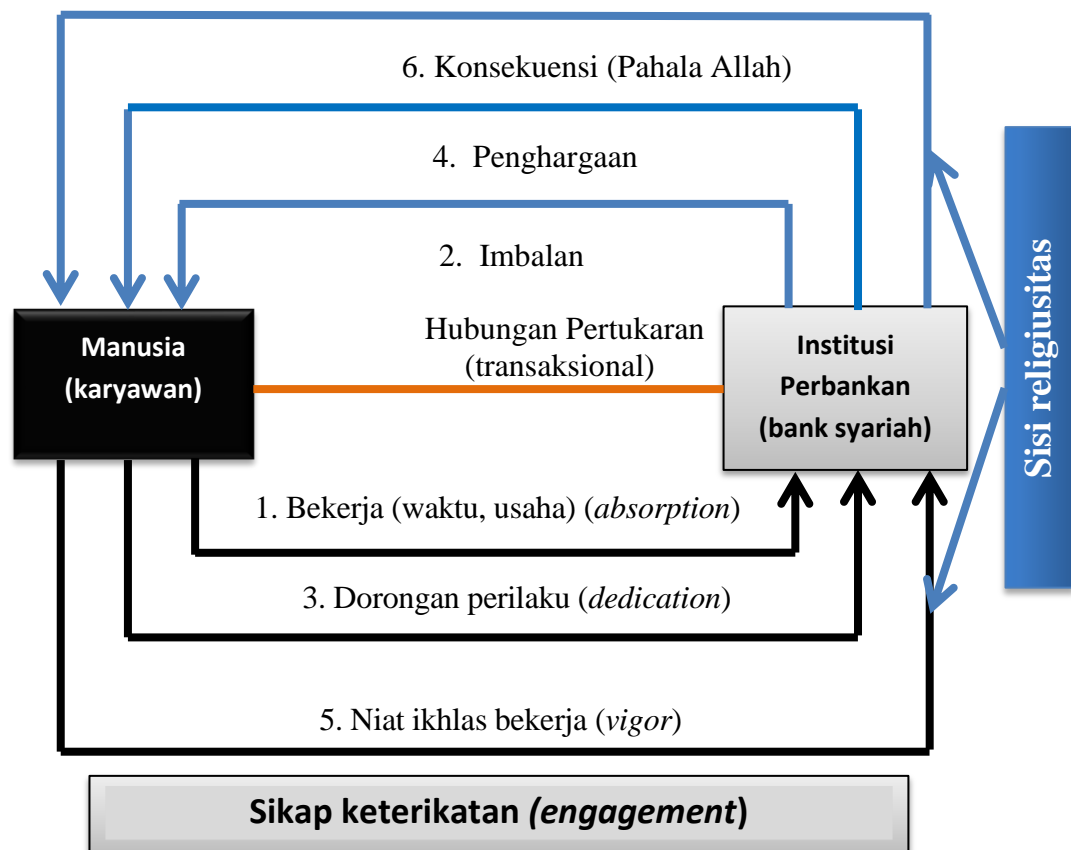 6. Konsekuensi (Pahala Allah)
4. Penghargaan
2. Imbalan
Hubungan Pertukaran
(transaksional)
Manusia
(karyawan)
Institusi
Perbankan
(bank syariah)
Sisi religiusitas
1. Bekerja (waktu, usaha) (absorption)
3. Dorongan perilaku (dedication)
5. Niat ikhlas bekerja (vigor)
Sikap keterikatan (engagement)